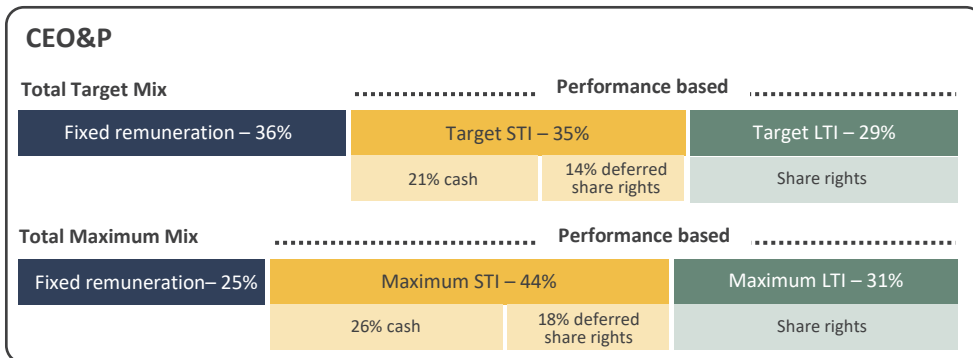 CEO&P
Total Target Mix
Performance based
Fixed remuneration – 36%
Target STI – 35%
Target LTI – 29%
21% cash
14% deferred
share rights
Share rights
Total Maximum Mix
Performance based
Fixed remuneration– 25%
Maximum STI – 44%
Maximum LTI – 31%
26% cash
18% deferred
share rights
Share rights